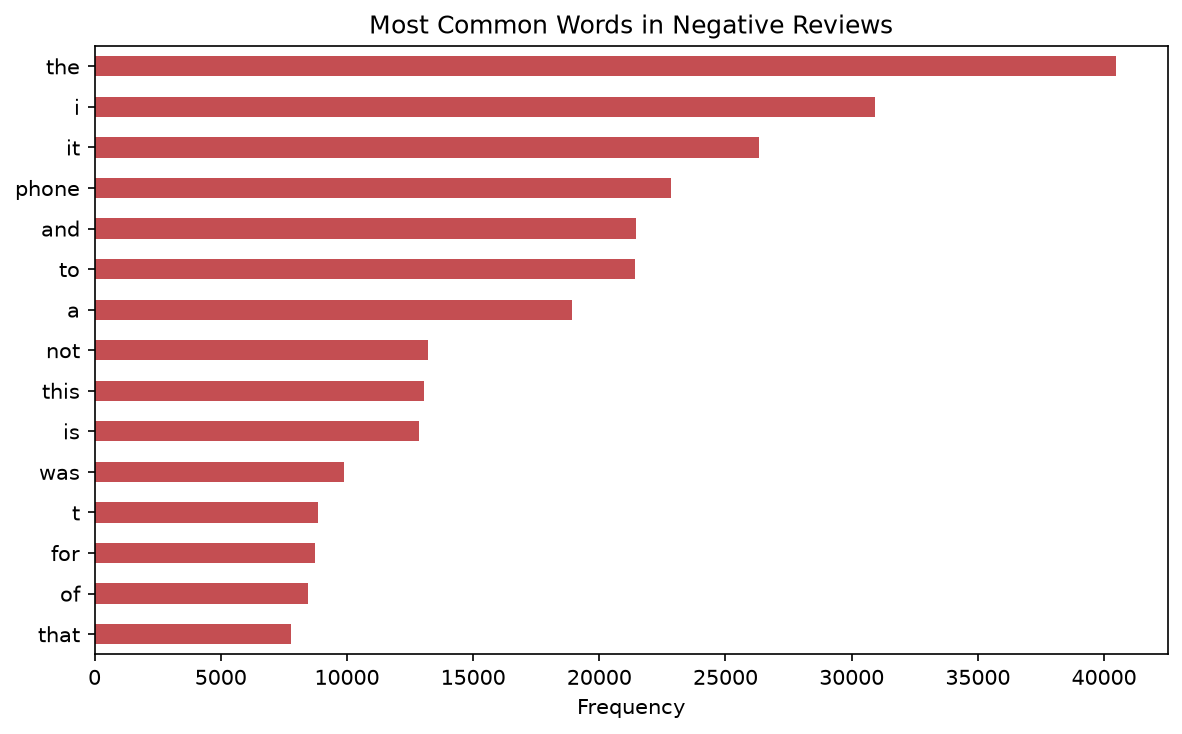 Most Common Words in Negative Reviews
the
i
it
phone
and
to
a
not
this
is
was
t
for
of
that
0 5000 10000 15000 20000 25000 30000 35000 40000
Frequency